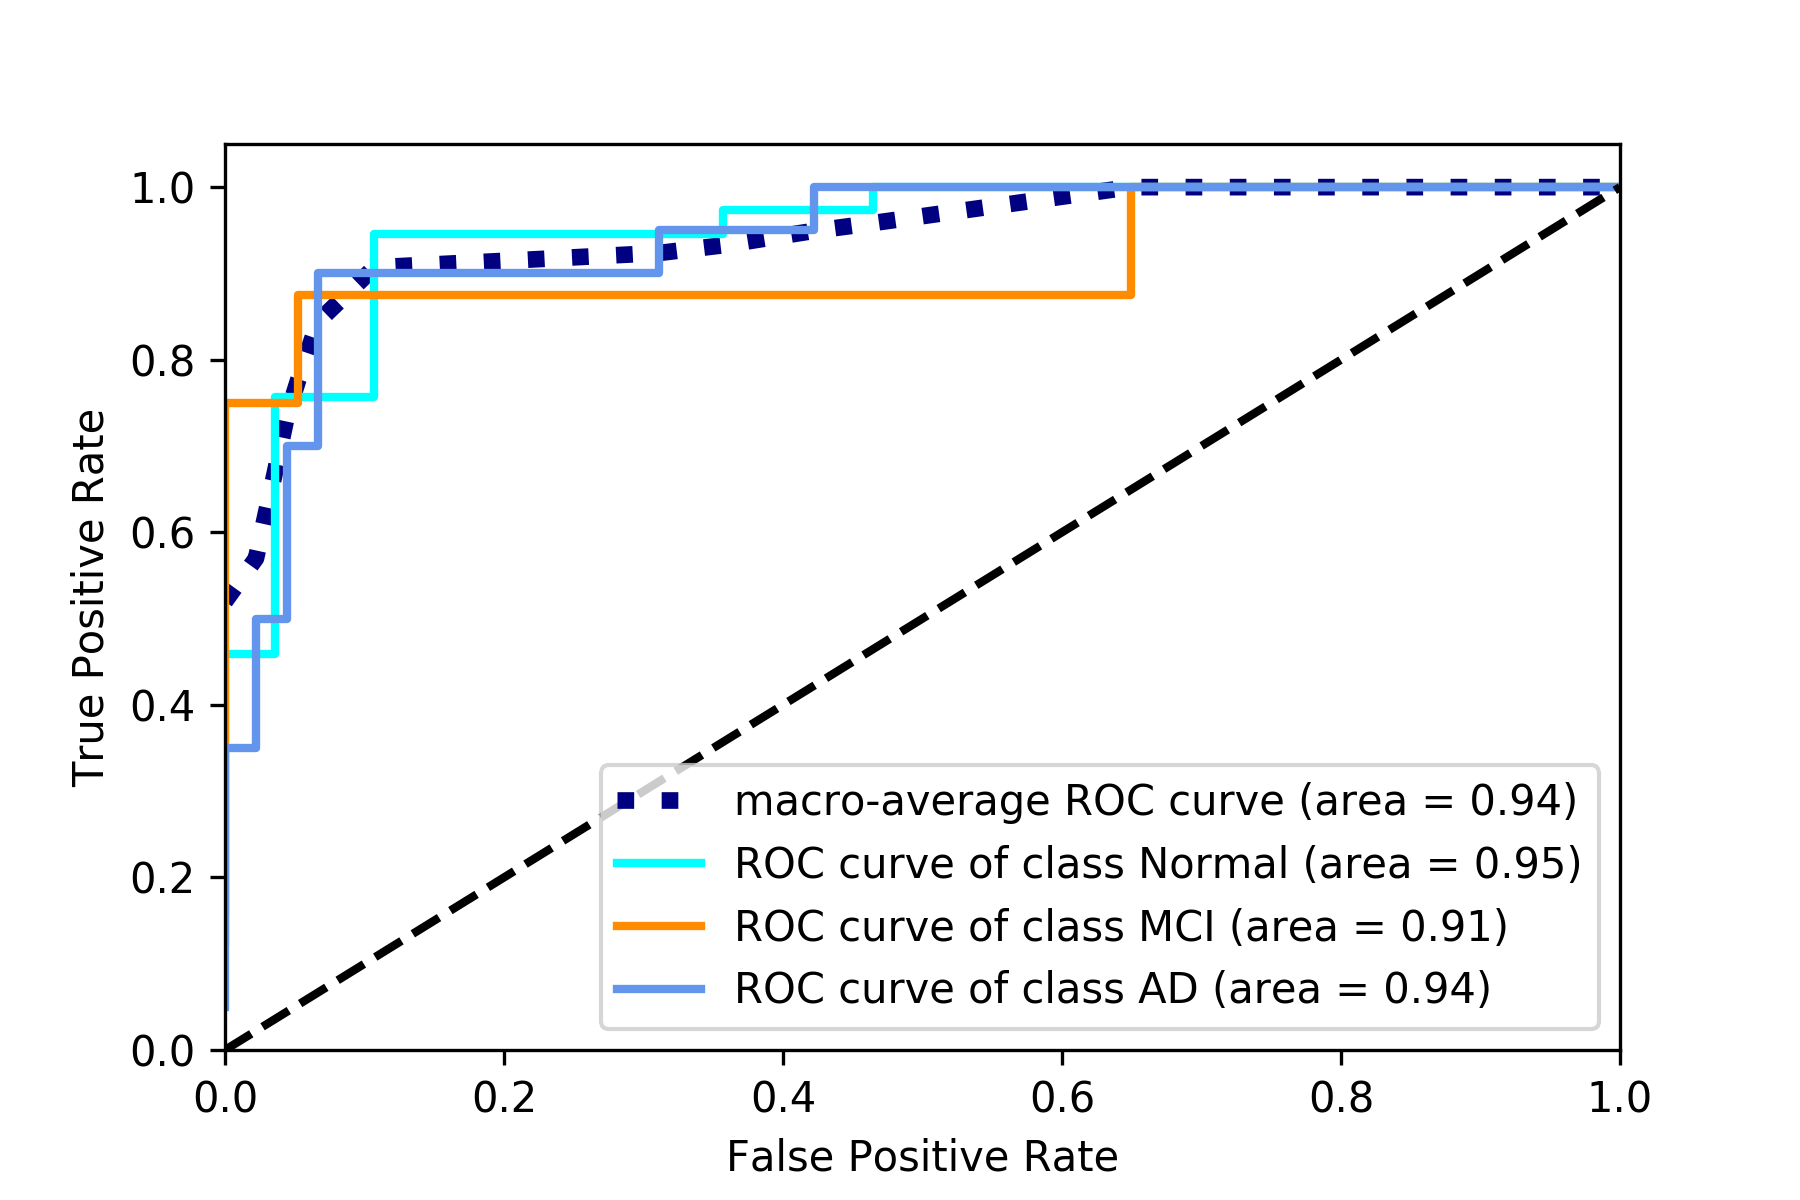 1.0
0.8
0.6
0.4
0.2
0.0
True Positive Rate
macro-average ROC curve (area = 0.94)
ROC curve of class Normal (area = 0.95)
ROC curve of class MCI (area = 0.91)
ROC curve of class AD (area = 0.94)
0.0 0.2 0.4 0.6 0.8 1.0
False Positive Rate